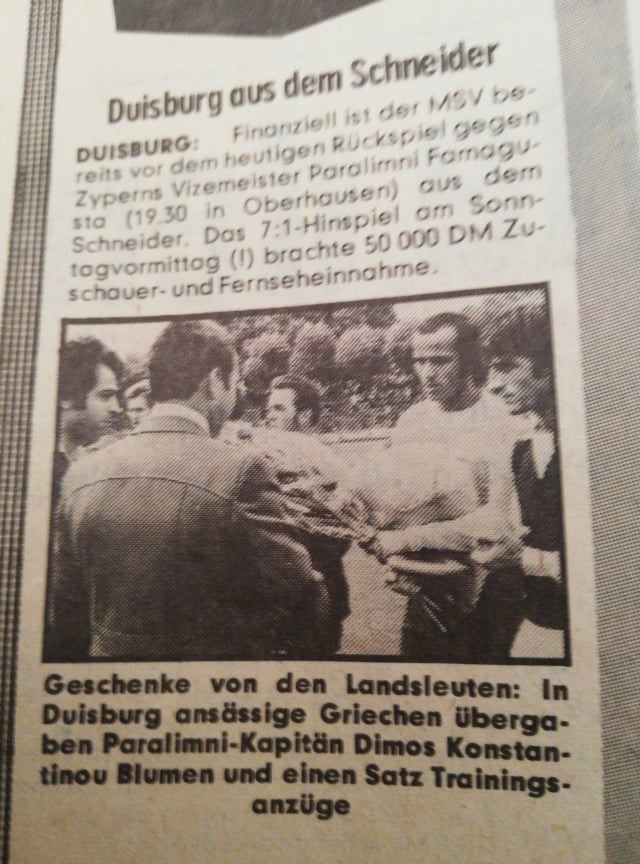 Duisburg aus dem Schneider
DUISBURG: Finanziell ist der MSV be-
reits vor dem heutigen Rückspiel gegen
Zyperns Vizemeister Paralimni Famagu-
sta (19.30 in Oberhausen) aus dem
Schneider. Das 7:1-Hinspiel am Sonn-
tagvormittag (!) brachte 50 000 DM Zu-
schauer- und Fernseheinnahme.
Geschenke von den Landsleuten: In
Duisburg ansässige Griechen überga-
ben Paralimni-Kapitän Dimos Konstan-
tinou Blumen und einen Satz Trainings-
anzüge